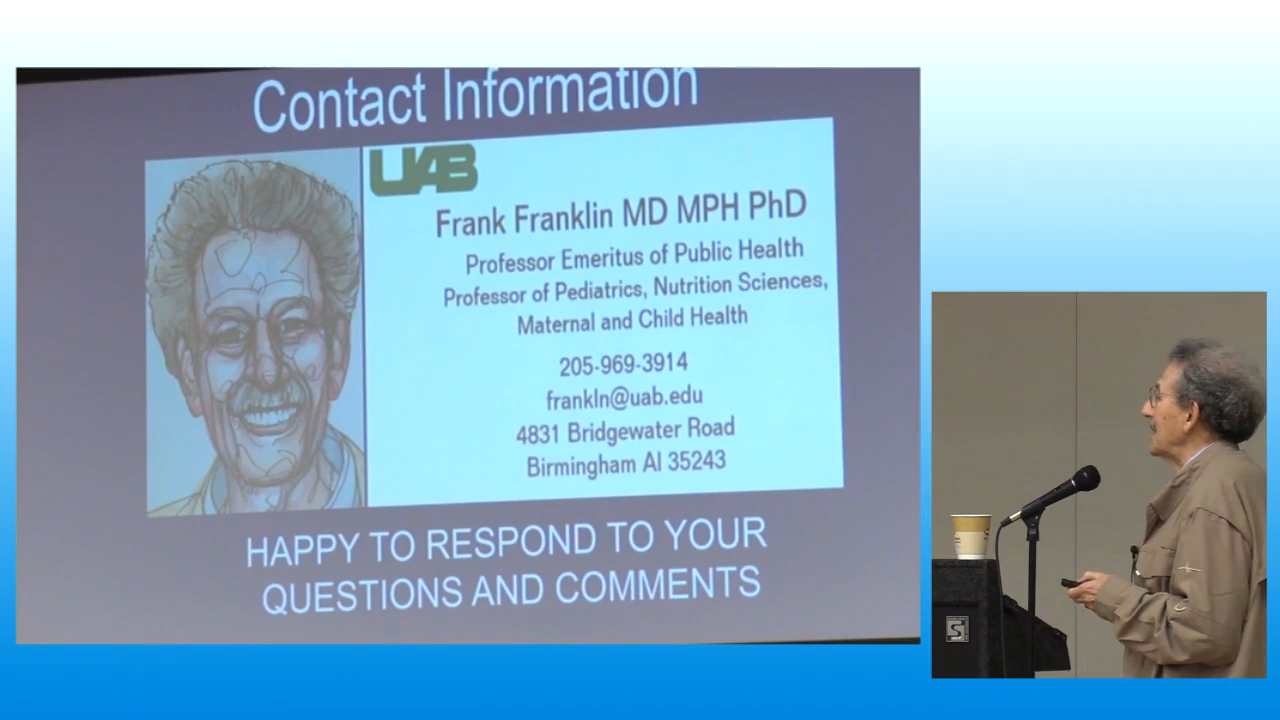 Contact Information
UAB
Frank Franklin MD MPH PhD
Professor Emeritus of Public Health
Professor of Pediatrics, Nutrition Sciences,
Maternal and Child Health
205-969-3914
frankln@uab.edu
4831 Bridgewater Road
Birmingham Al 35243
HAPPY TO RESPOND TO YOUR
QUESTIONS AND COMMENTS